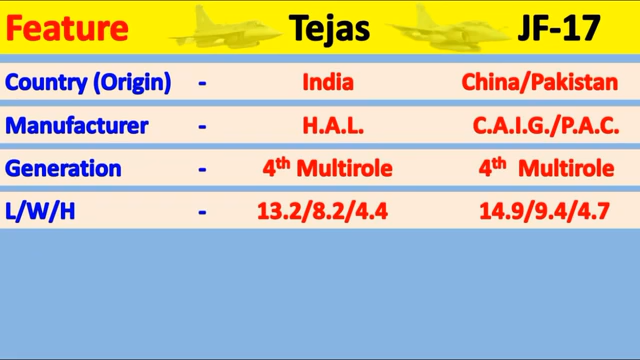 Feature Tejas JF-17
Country (Origin) - India China/Pakistan
Manufacturer - H.A.L. C.A.I.G./P.A.C.
Generation - 4th Multirole 4th Multirole
L/W/H - 13.2/8.2/4.4 14.9/9.4/4.7